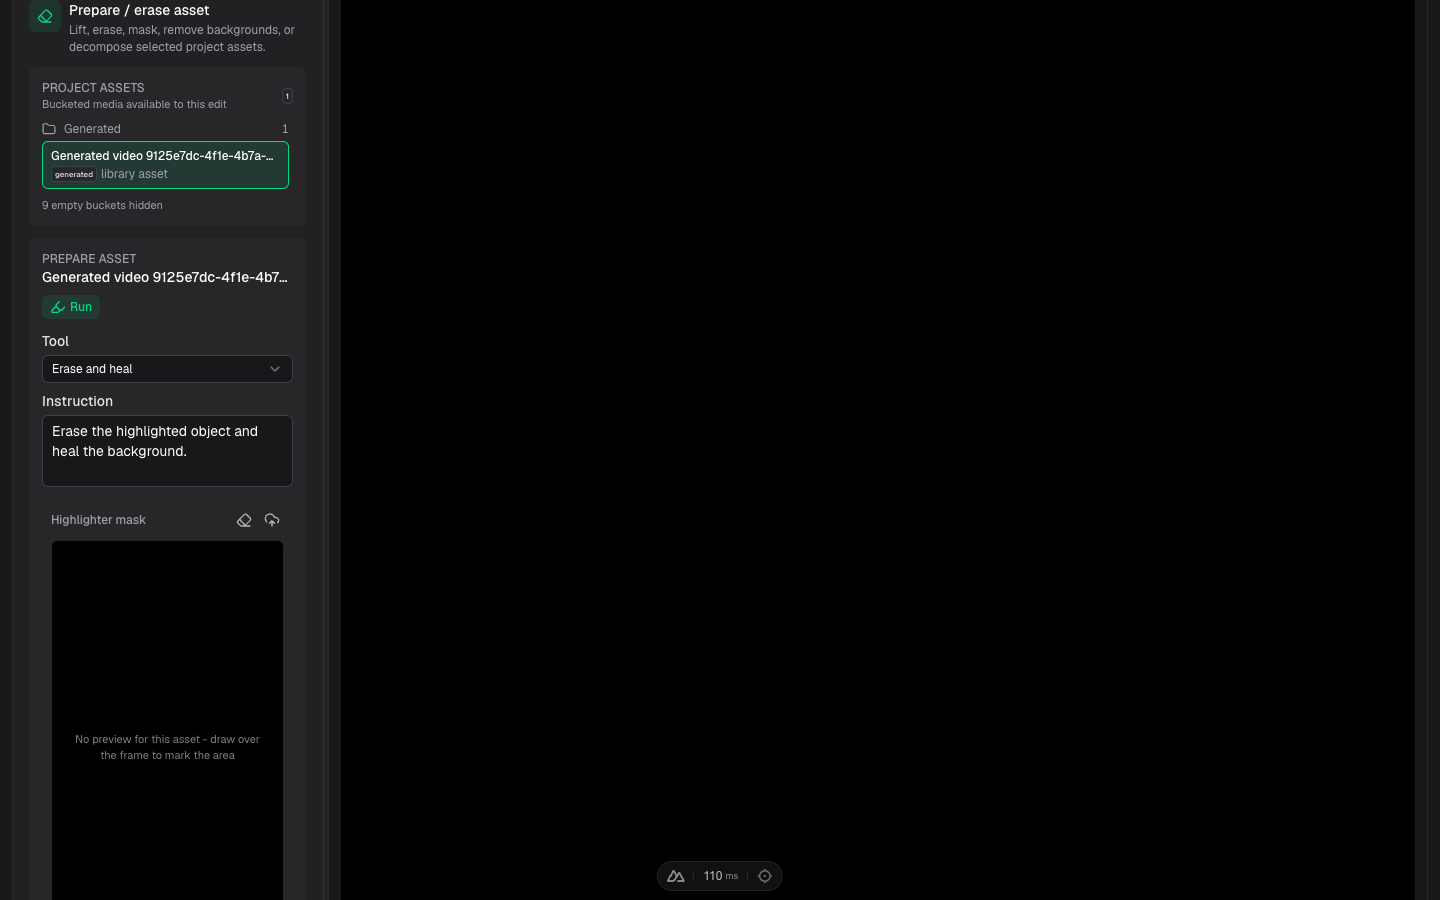 Prepare / erase asset
Lift, erase, mask, remove backgrounds, or
decompose selected project assets.
PROJECT ASSETS
Bucketed media available to this edit
1
Generated
1
Generated video 9125e7dc-4f1e-4b7a-...
generated
library asset
9 empty buckets hidden
PREPARE ASSET
Generated video 9125e7dc-4f1e-4b7...
Run
Tool
Erase and heal
Instruction
Erase the highlighted object and
heal the background.
Highlighter mask
No preview for this asset - draw over
the frame to mark the area
110 ms